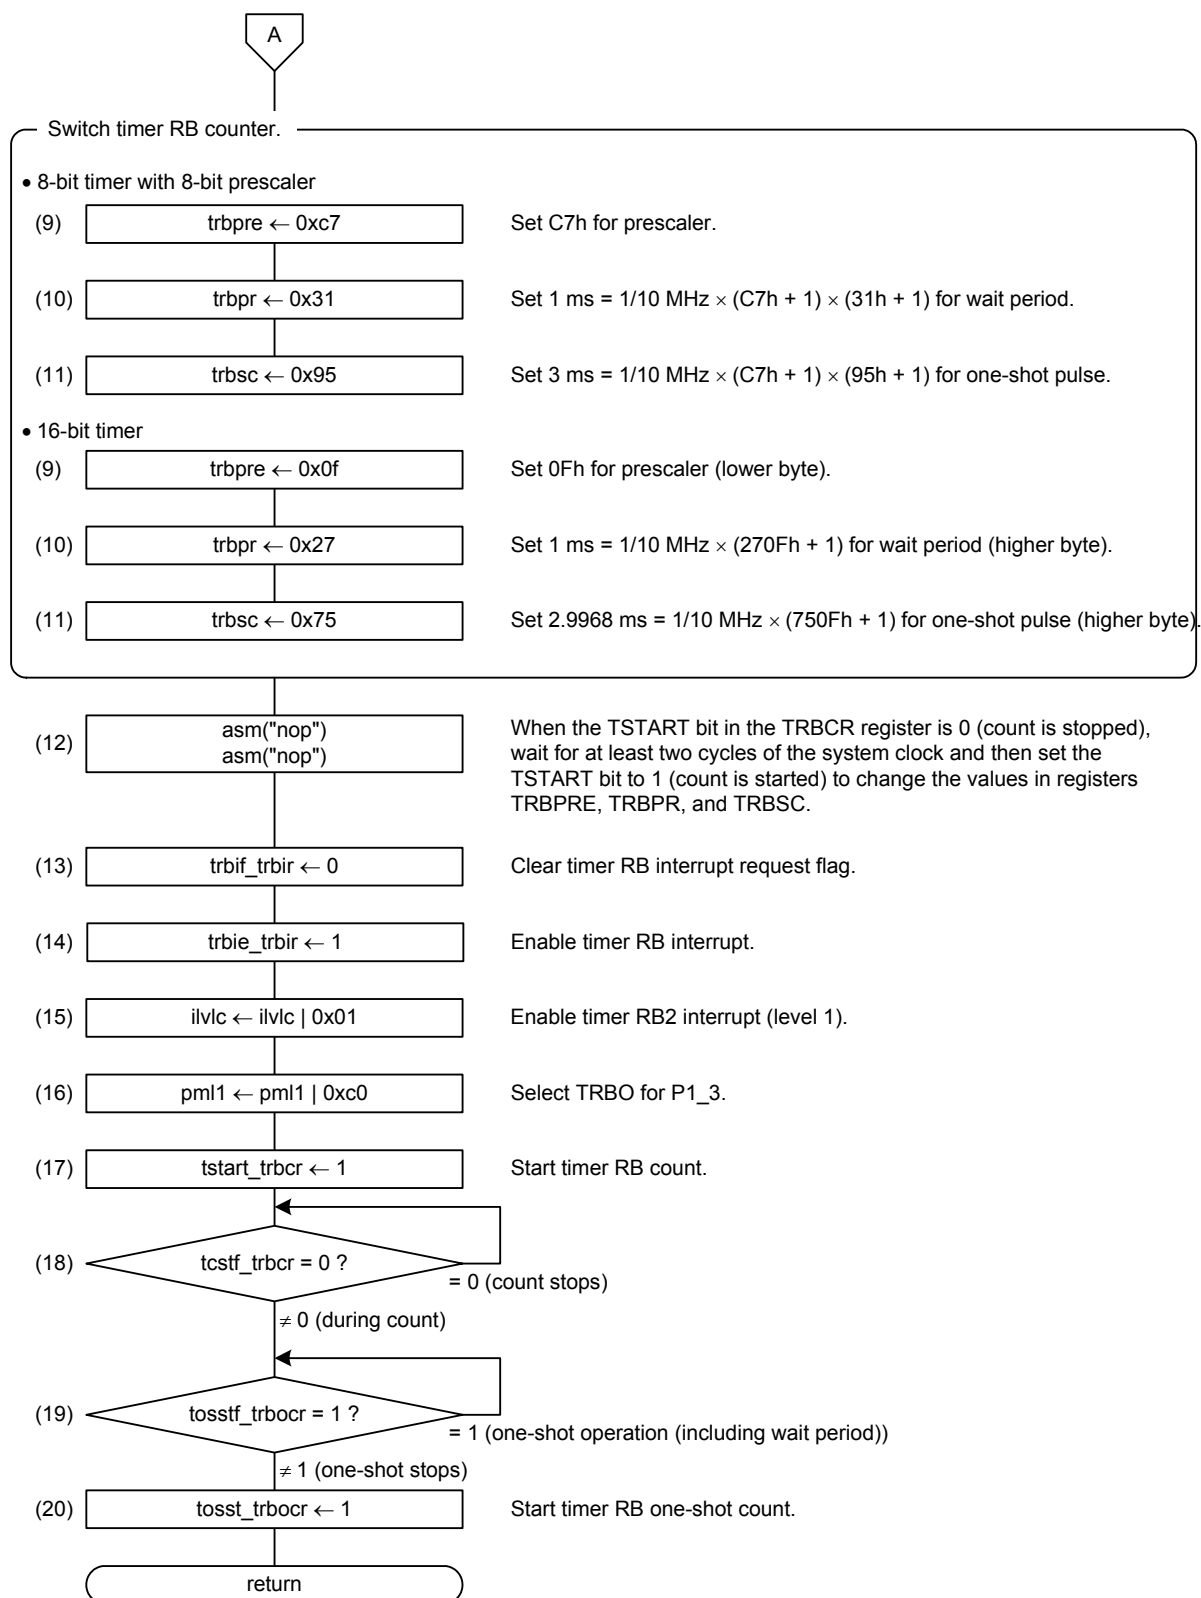 A
Switch timer RB counter.
• 8-bit timer with 8-bit prescaler
(9) trbpre ← 0xc7 Set C7h for prescaler.
(10) trbpr ← 0x31 Set 1 ms = 1/10 MHz × (C7h + 1) × (31h + 1) for wait period.
(11) trbsc ← 0x95 Set 3 ms = 1/10 MHz × (C7h + 1) × (95h + 1) for one-shot pulse.
• 16-bit timer
(9) trbpre ← 0x0f Set 0Fh for prescaler (lower byte).
(10) trbpr ← 0x27 Set 1 ms = 1/10 MHz × (270Fh + 1) for wait period (higher byte).
(11) trbsc ← 0x75 Set 2.9968 ms = 1/10 MHz × (750Fh + 1) for one-shot pulse (higher byte).
(12) asm("nop")
asm("nop")
When the TSTART bit in the TRBCR register is 0 (count is stopped),
wait for at least two cycles of the system clock and then set the
TSTART bit to 1 (count is started) to change the values in registers
TRBPRE, TRBPR, and TRBSC.
(13) trbif_trbir ← 0 Clear timer RB interrupt request flag.
(14) trbie_trbir ← 1 Enable timer RB interrupt.
(15) ilvlc ← ilvlc | 0x01 Enable timer RB2 interrupt (level 1).
(16) pml1 ← pml1 | 0xc0 Select TRBO for P1_3.
(17) tstart_trbcr ← 1 Start timer RB count.
(18) tcstf_trbcr = 0 ?
= 0 (count stops)
≠ 0 (during count)
(19) tosstf_trbocr = 1 ?
= 1 (one-shot operation (including wait period))
≠ 1 (one-shot stops)
(20) tosst_trbocr ← 1 Start timer RB one-shot count.
return